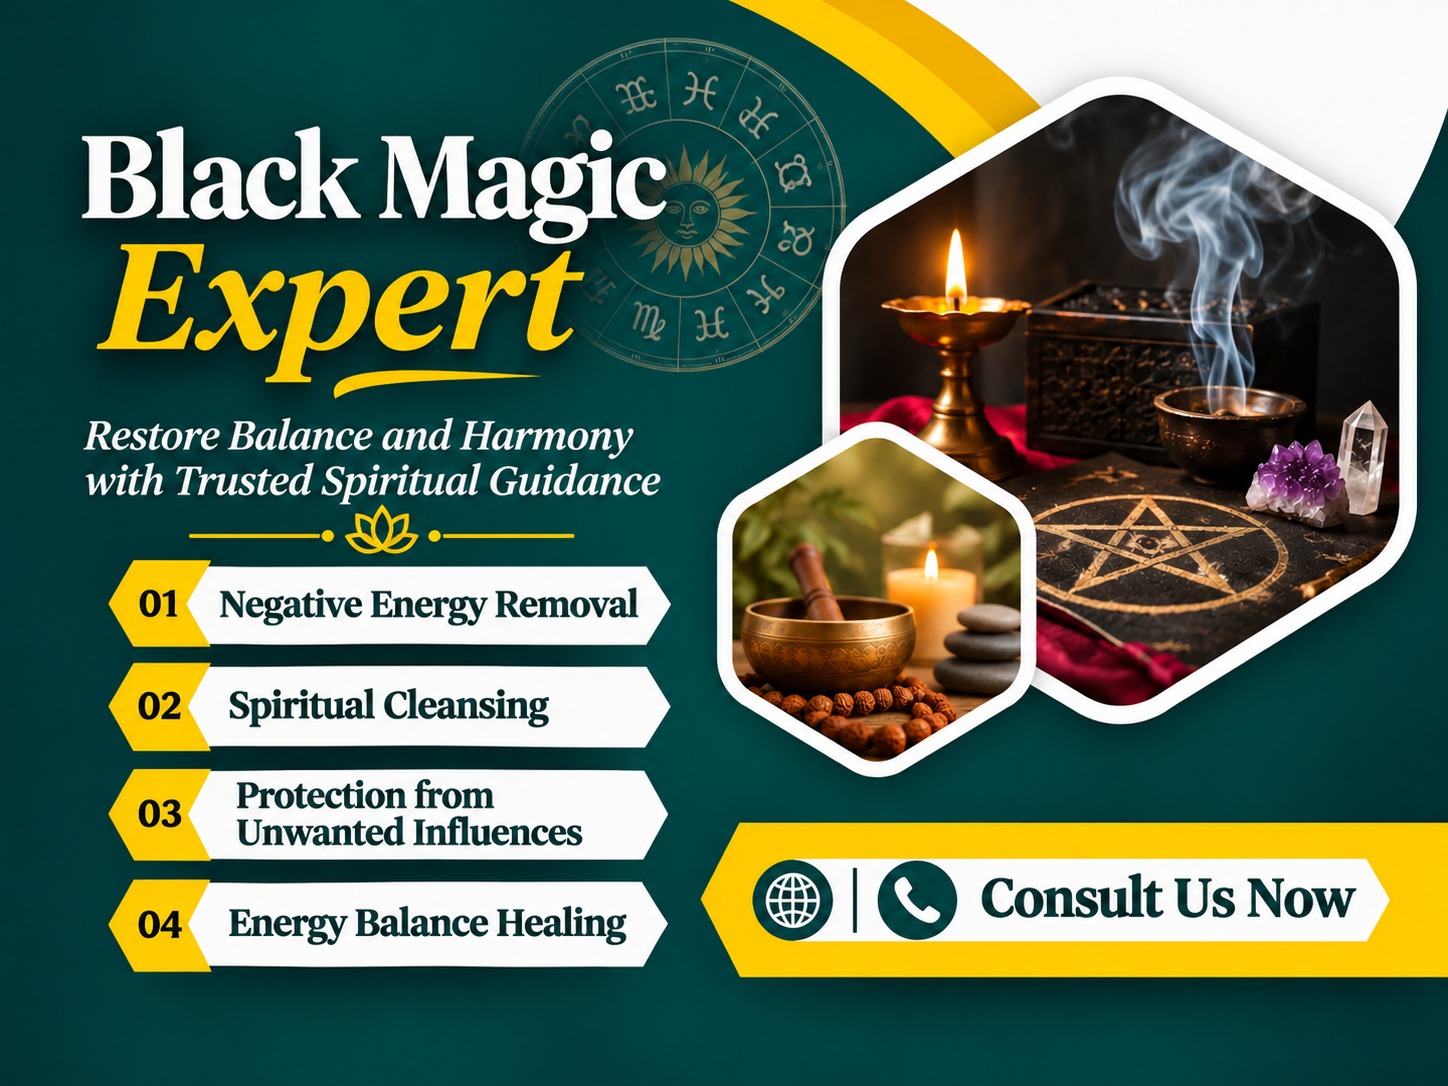 Black Magic
Expert
Restore Balance and Harmony
with Trusted Spiritual Guidance
01 Negative Energy Removal
02 Spiritual Cleansing
03 Protection from
Unwanted Influences
04 Energy Balance Healing
Consult Us Now